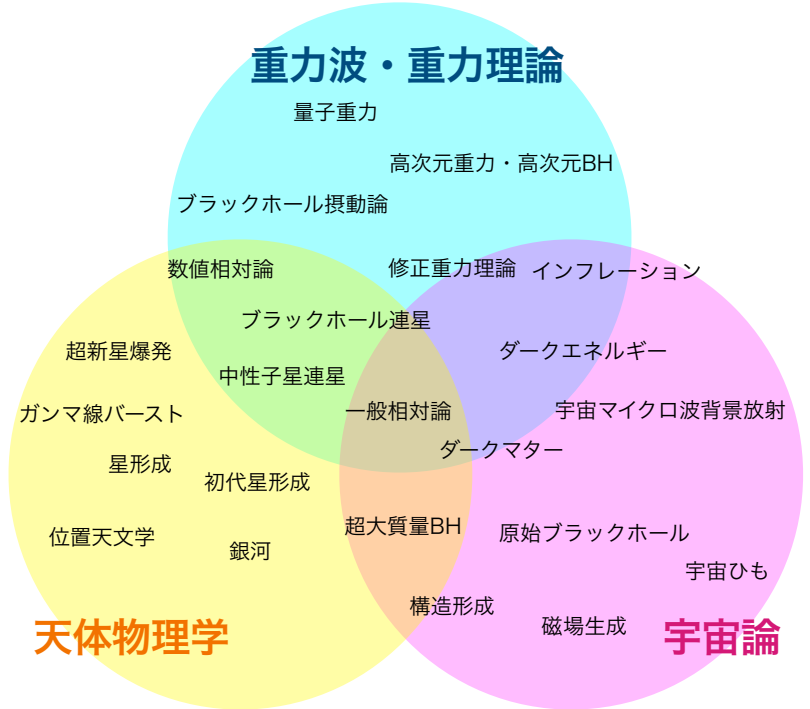 重力波・重力理論
量子重力
高次元重力・高次元BH
ブラックホール摂動論
数値相対論
修正重力理論
インフレーション
ブラックホール連星
超新星爆発
ダークエネルギー
中性子星連星
ガンマ線バースト
一般相対論
宇宙マイクロ波背景放射
ダークマター
星形成
初代星形成
超大質量BH
原始ブラックホール
位置天文学
銀河
宇宙ひも
構造形成
磁場生成
天体物理学
宇宙論